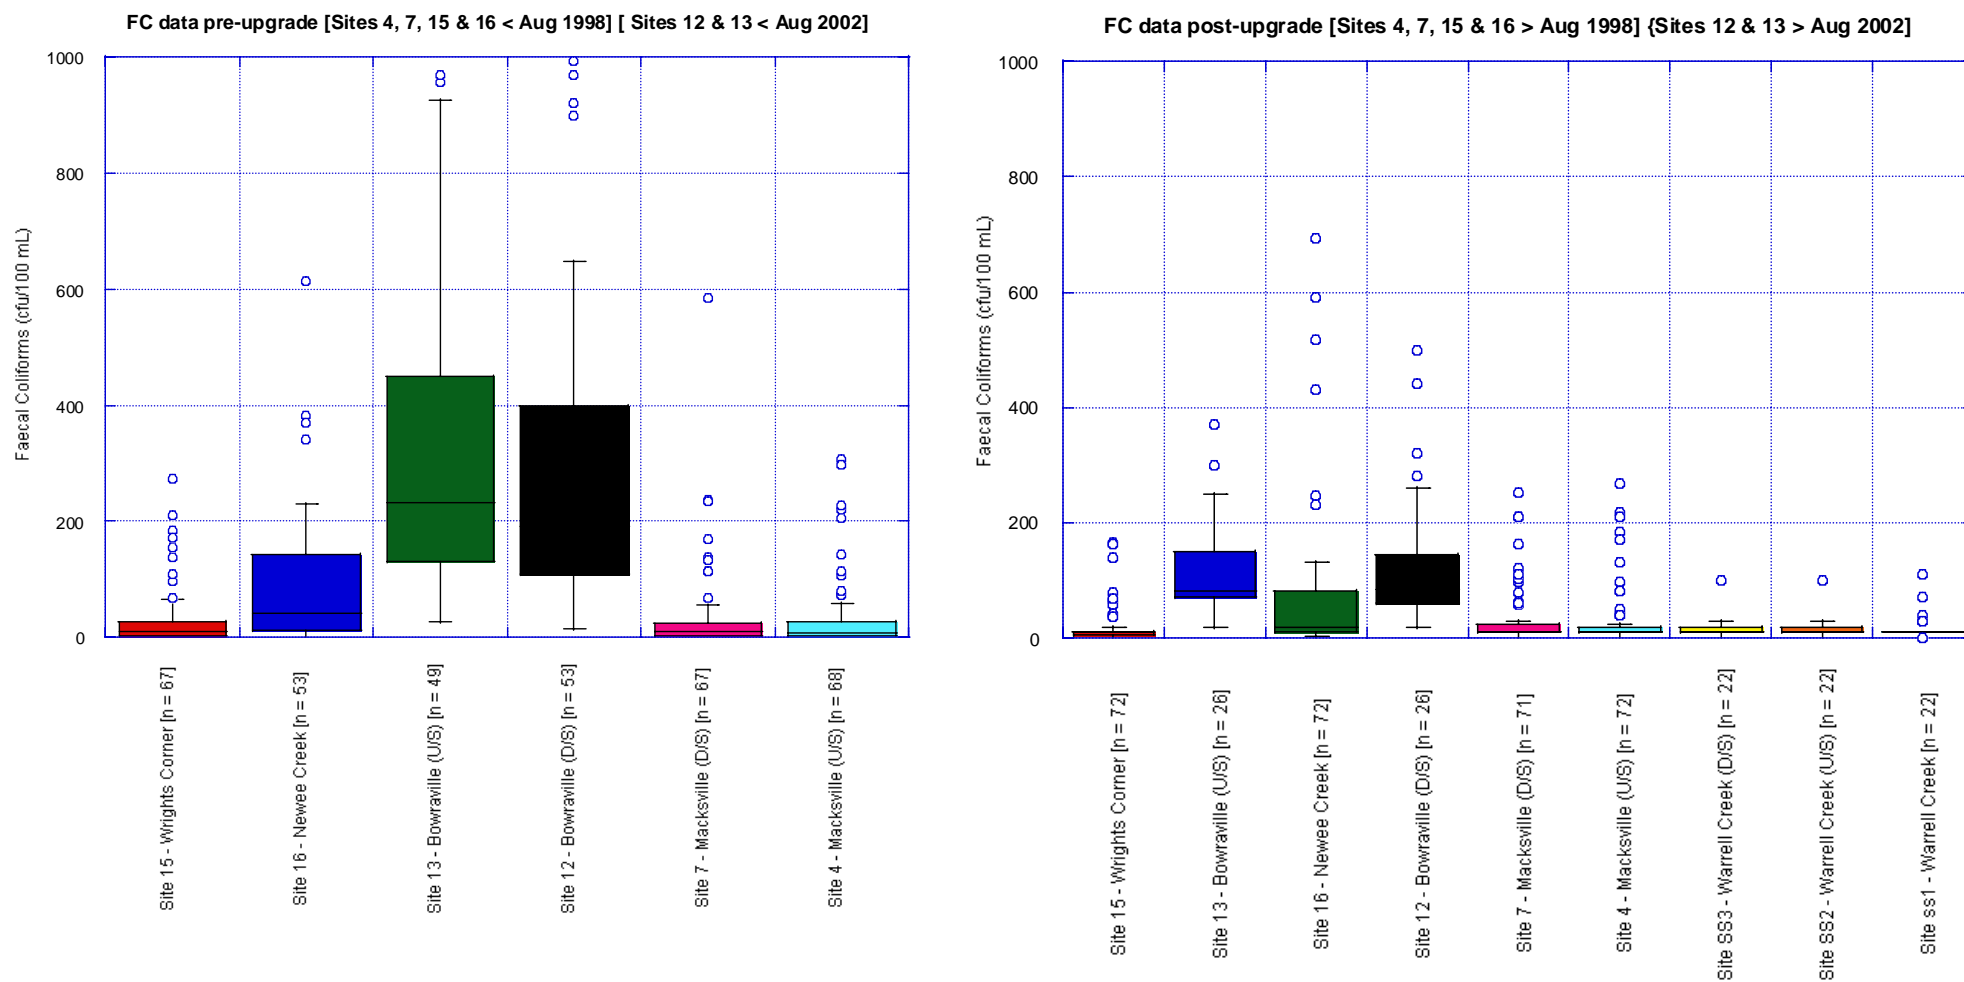 FC data pre-upgrade [Sites 4, 7, 15 & 16 < Aug 1998] [ Sites 12 & 13 < Aug 2002]
Faecal Coliforms (cfu/100 mL)
1000
800
600
400
200
0
Site 15 - Wrights Corner [n = 67]
Site 16 - Newee Creek [n = 53]
Site 13 - Bowraville (U/S) [n = 49]
Site 12 - Bowraville (D/S) [n = 53]
Site 7 - Macksville (D/S) [n = 67]
Site 4 - Macksville (U/S) [n = 68]
FC data post-upgrade [Sites 4, 7, 15 & 16 > Aug 1998] {Sites 12 & 13 > Aug 2002]
Faecal Coliforms (cfu/100 mL)
1000
800
600
400
200
0
Site 15 - Wrights Corner [n = 72]
Site 13 - Bowraville (U/S) [n = 26]
Site 16 - Newee Creek [n = 72]
Site 12 - Bowraville (D/S) [n = 26]
Site 7 - Macksville (D/S) [n = 71]
Site 4 - Macksville (U/S) [n = 72]
Site SS3 - Warrell Creek (D/S) [n = 22]
Site SS2 - Warrell Creek (U/S) [n = 22]
Site ss1 - Warrell Creek [n = 22]